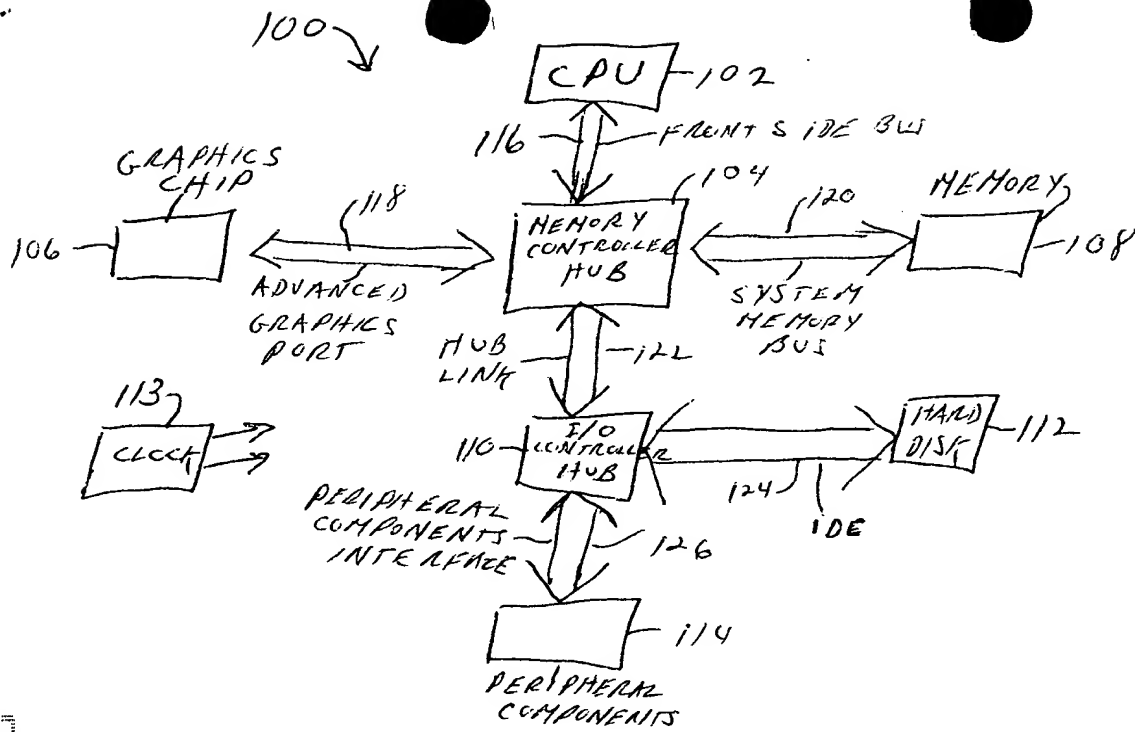 100
CPU
102
116
FRONT SIDE BUS
GRAPHICS
CHIP
118
104
120
MEMORY
106
MEMORY
CONTROLLER
HUB
108
ADVANCED
GRAPHICS
PORT
SYSTEM
MEMORY
BUS
HUB
LINK
122
113
CLOCK
110
I/O
CONTROLLER
HUB
HARD
DISK
112
124
IDE
PERIPHERAL
COMPONENTS
INTERFACE
126
114
PERIPHERAL
COMPONENTS